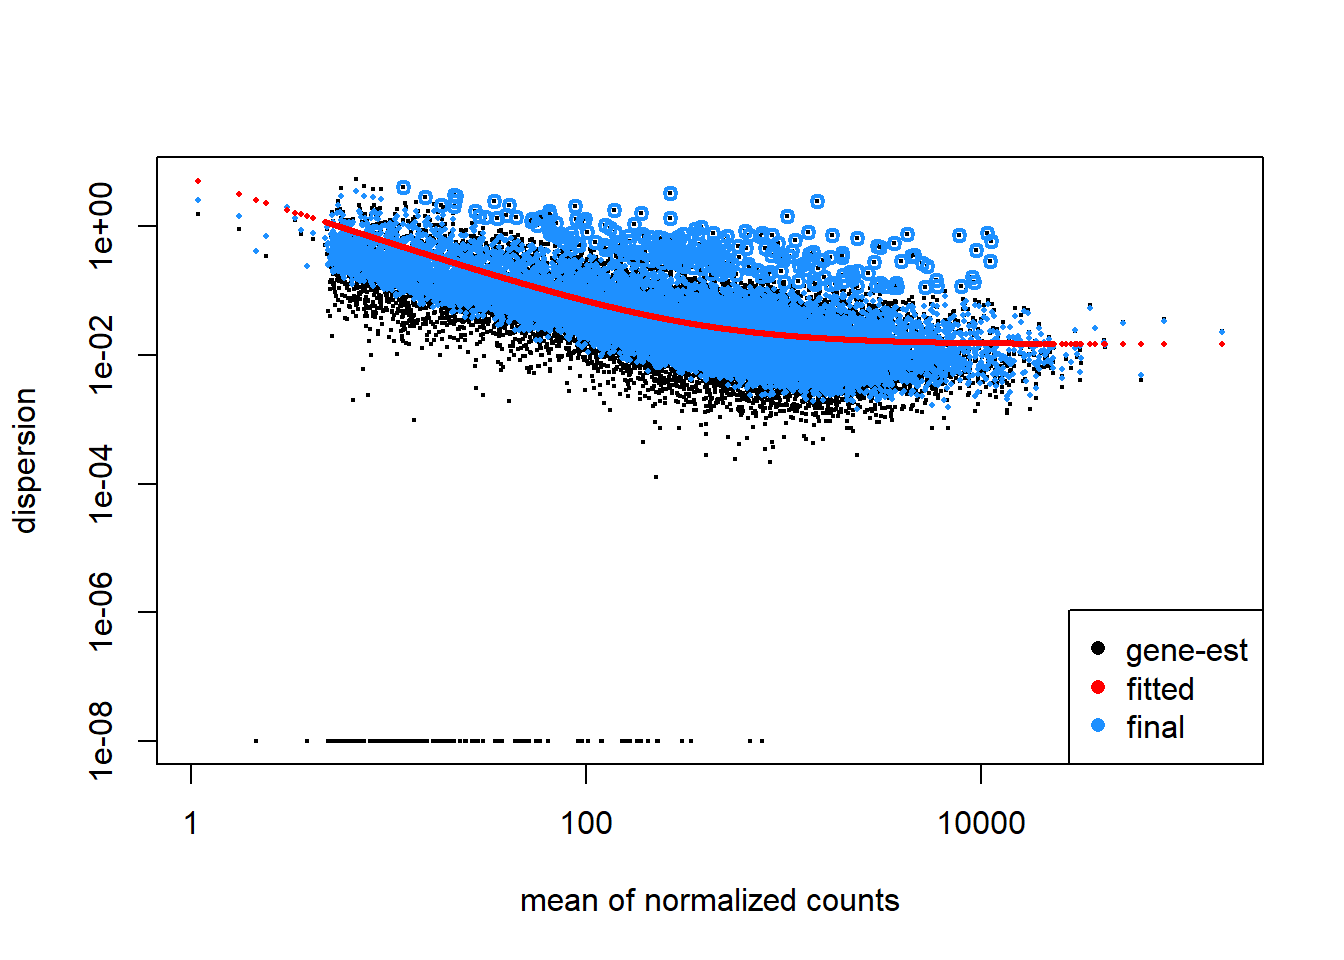 1e+00
1e-02
1e-04
1e-06
1e-08
dispersion
1
100
10000
mean of normalized counts
gene-est
fitted
final